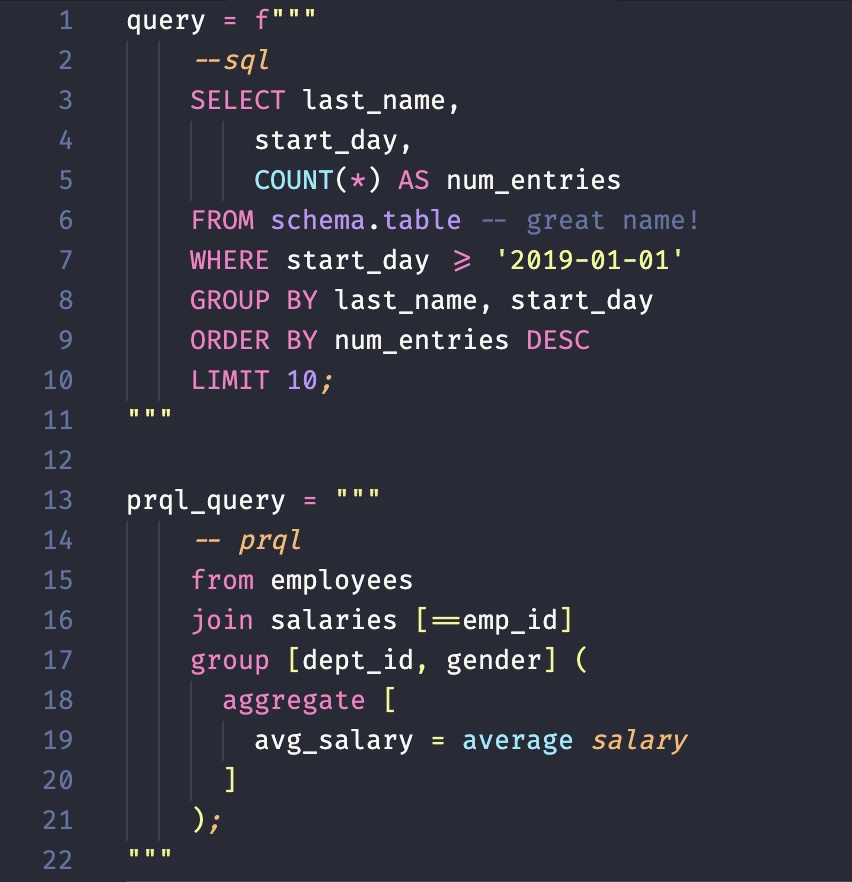 1 query = f"""
2 --sql
3 SELECT last_name,
4 start_day,
5 COUNT(*) AS num_entries
6 FROM schema.table -- great name!
7 WHERE start_day >= '2019-01-01'
8 GROUP BY last_name, start_day
9 ORDER BY num_entries DESC
10 LIMIT 10;
11 """
12
13 prql_query = """
14 -- prql
15 from employees
16 join salaries [==emp_id]
17 group [dept_id, gender] (
18 aggregate [
19 avg_salary = average salary
20 ]
21 );
22 """